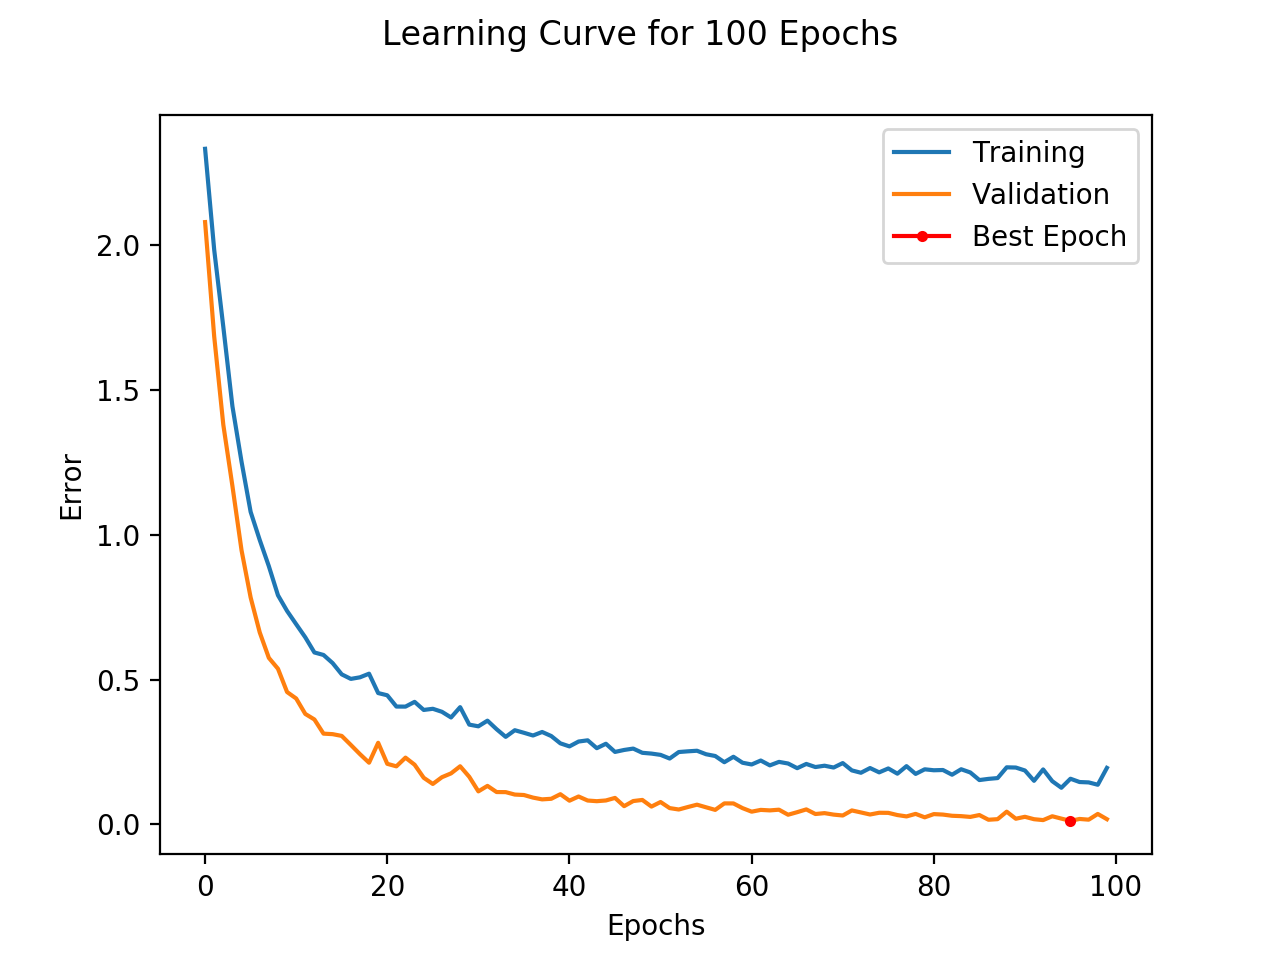 Learning Curve for 100 Epochs
Training
Validation
Best Epoch
2.0
1.5
1.0
0.5
0.0
Error
0 20 40 60 80 100
Epochs